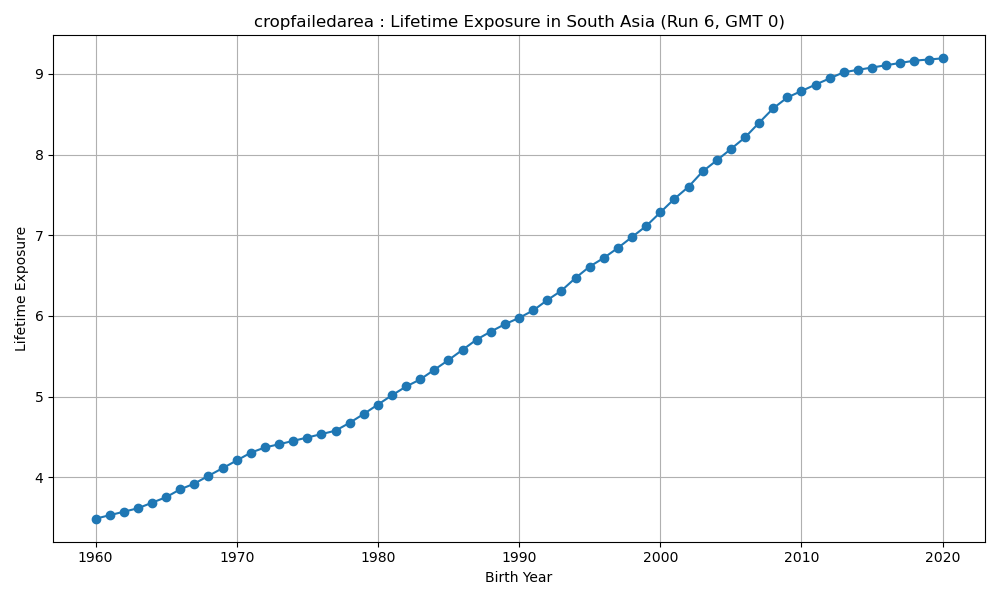 cropfailedarea : Lifetime Exposure in South Asia (Run 6, GMT 0)
Lifetime Exposure
9
8
7
6
5
4
1960 1970 1980 1990 2000 2010 2020
Birth Year